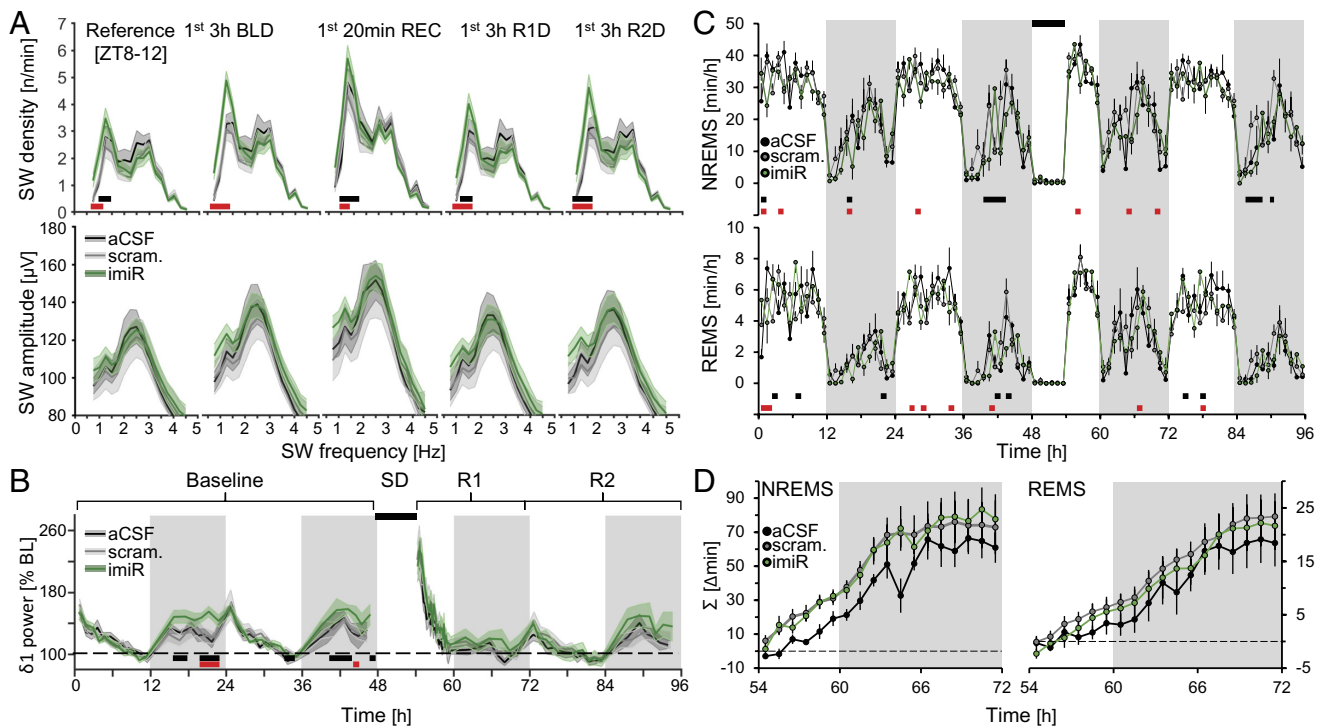 A
Reference
[ZT8-12]
1st 3h BLD
1st 20min REC
1st 3h R1D
1st 3h R2D
SW density [n/min]
7
6
5
4
3
2
1
0
SW amplitude [µV]
180
160
140
120
100
80
aCSF
scram.
imiR
1 2 3 4 5 1 2 3 4 5 1 2 3 4 5 1 2 3 4 5 1 2 3 4 5
SW frequency [Hz]
B
Baseline SD R1 R2
δ1 power [% BL]
260
180
100
aCSF
scram.
imiR
0 12 24 36 48 60 72 84 96
Time [h]
C
NREMS [min/h]
50
40
30
20
10
0
aCSF
scram.
imiR
REMS [min/h]
10
8
6
4
2
0
0 12 24 36 48 60 72 84 96
Time [h]
D
NREMS
REMS
aCSF
scram.
imiR
Σ [Δmin]
90
70
50
30
10
-10
25
15
5
-5
54 60 66 72 54 60 66 72
Time [h]